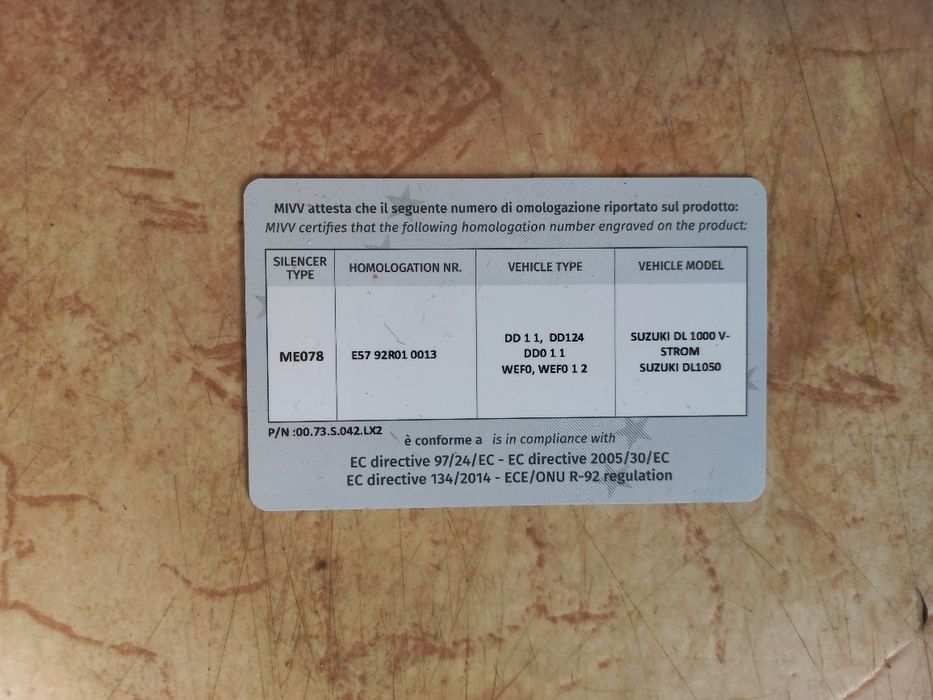 MIVV attesta che il seguente numero di omologazione riportato sul prodotto:
MIVV certifies that the following homologation number engraved on the product:
SILENCER TYPE
HOMOLOGATION NR.
VEHICLE TYPE
VEHICLE MODEL
ME078
E57 92R01 0013
DD 1 1, DD124
DD0 1 1
WEF0, WEF0 1 2
SUZUKI DL 1000 V-
STROM
SUZUKI DL1050
P/N :00.73.S.042.LX2
è conforme a is in compliance with
EC directive 97/24/EC - EC directive 2005/30/EC
EC directive 134/2014 - ECE/ONU R-92 regulation